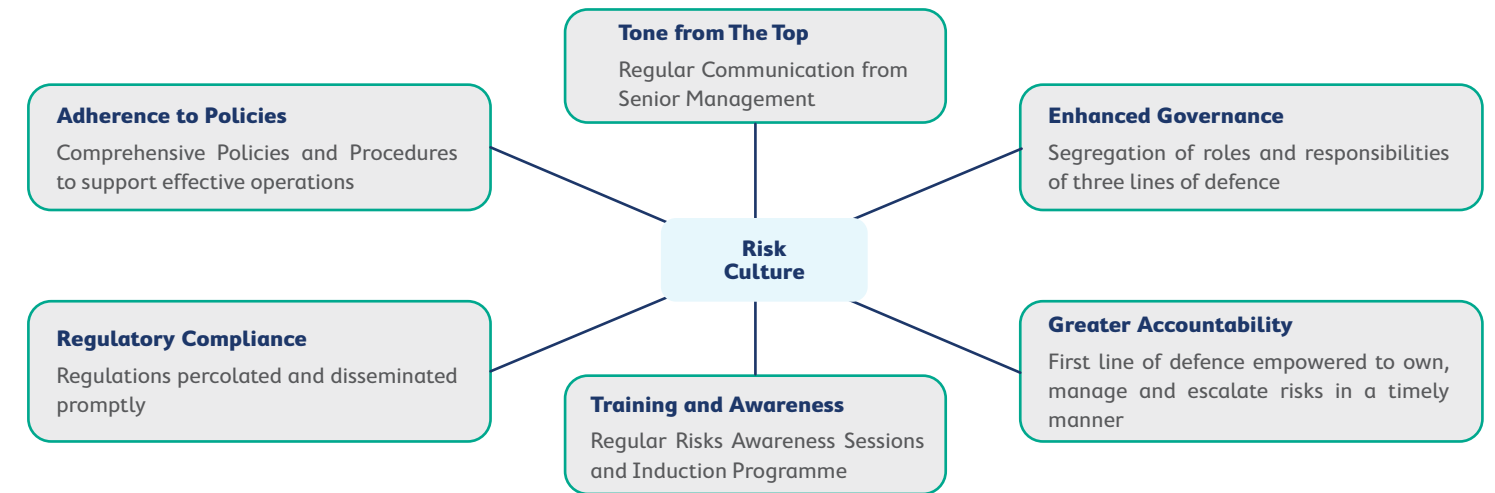 Tone from The Top
Regular Communication from
Senior Management
Adherence to Policies
Comprehensive Policies and Procedures
to support effective operations
Enhanced Governance
Segregation of roles and responsibilities
of three lines of defence
Risk
Culture
Regulatory Compliance
Regulations percolated and disseminated
promptly
Greater Accountability
First line of defence empowered to own,
manage and escalate risks in a timely
manner
Training and Awareness
Regular Risks Awareness Sessions
and Induction Programme